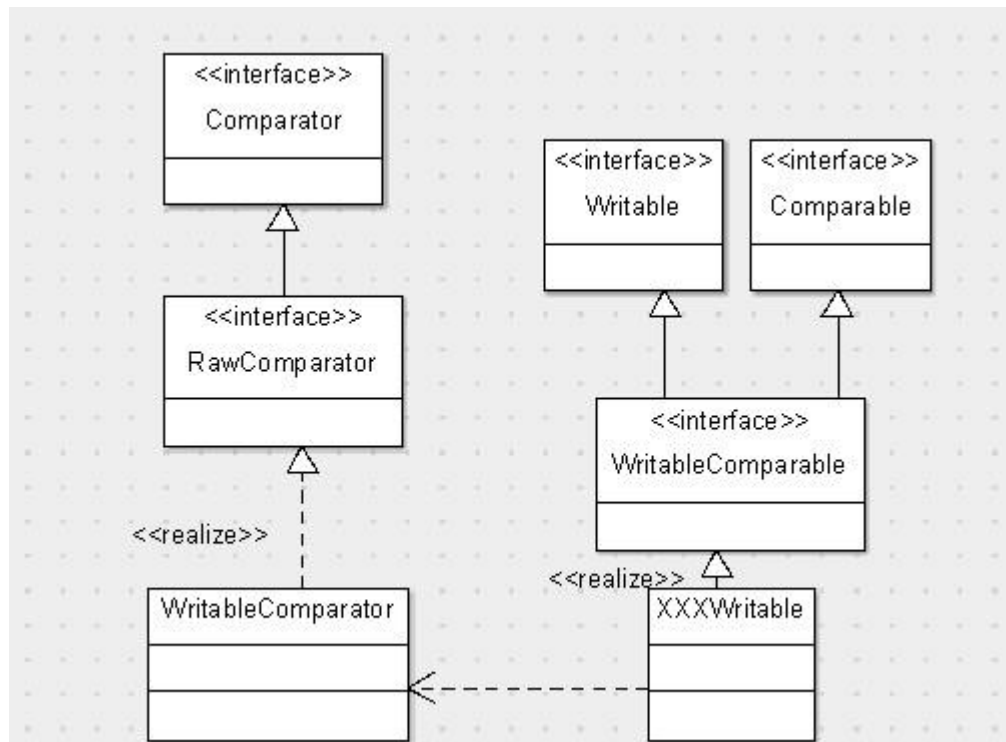 <<interface>>
Comparator
<<interface>>
Writable
<<interface>>
Comparable
<<interface>>
RawComparator
<<interface>>
WritableComparable
<<realize>>
<<realize>>
WritableComparator
XXXWritable